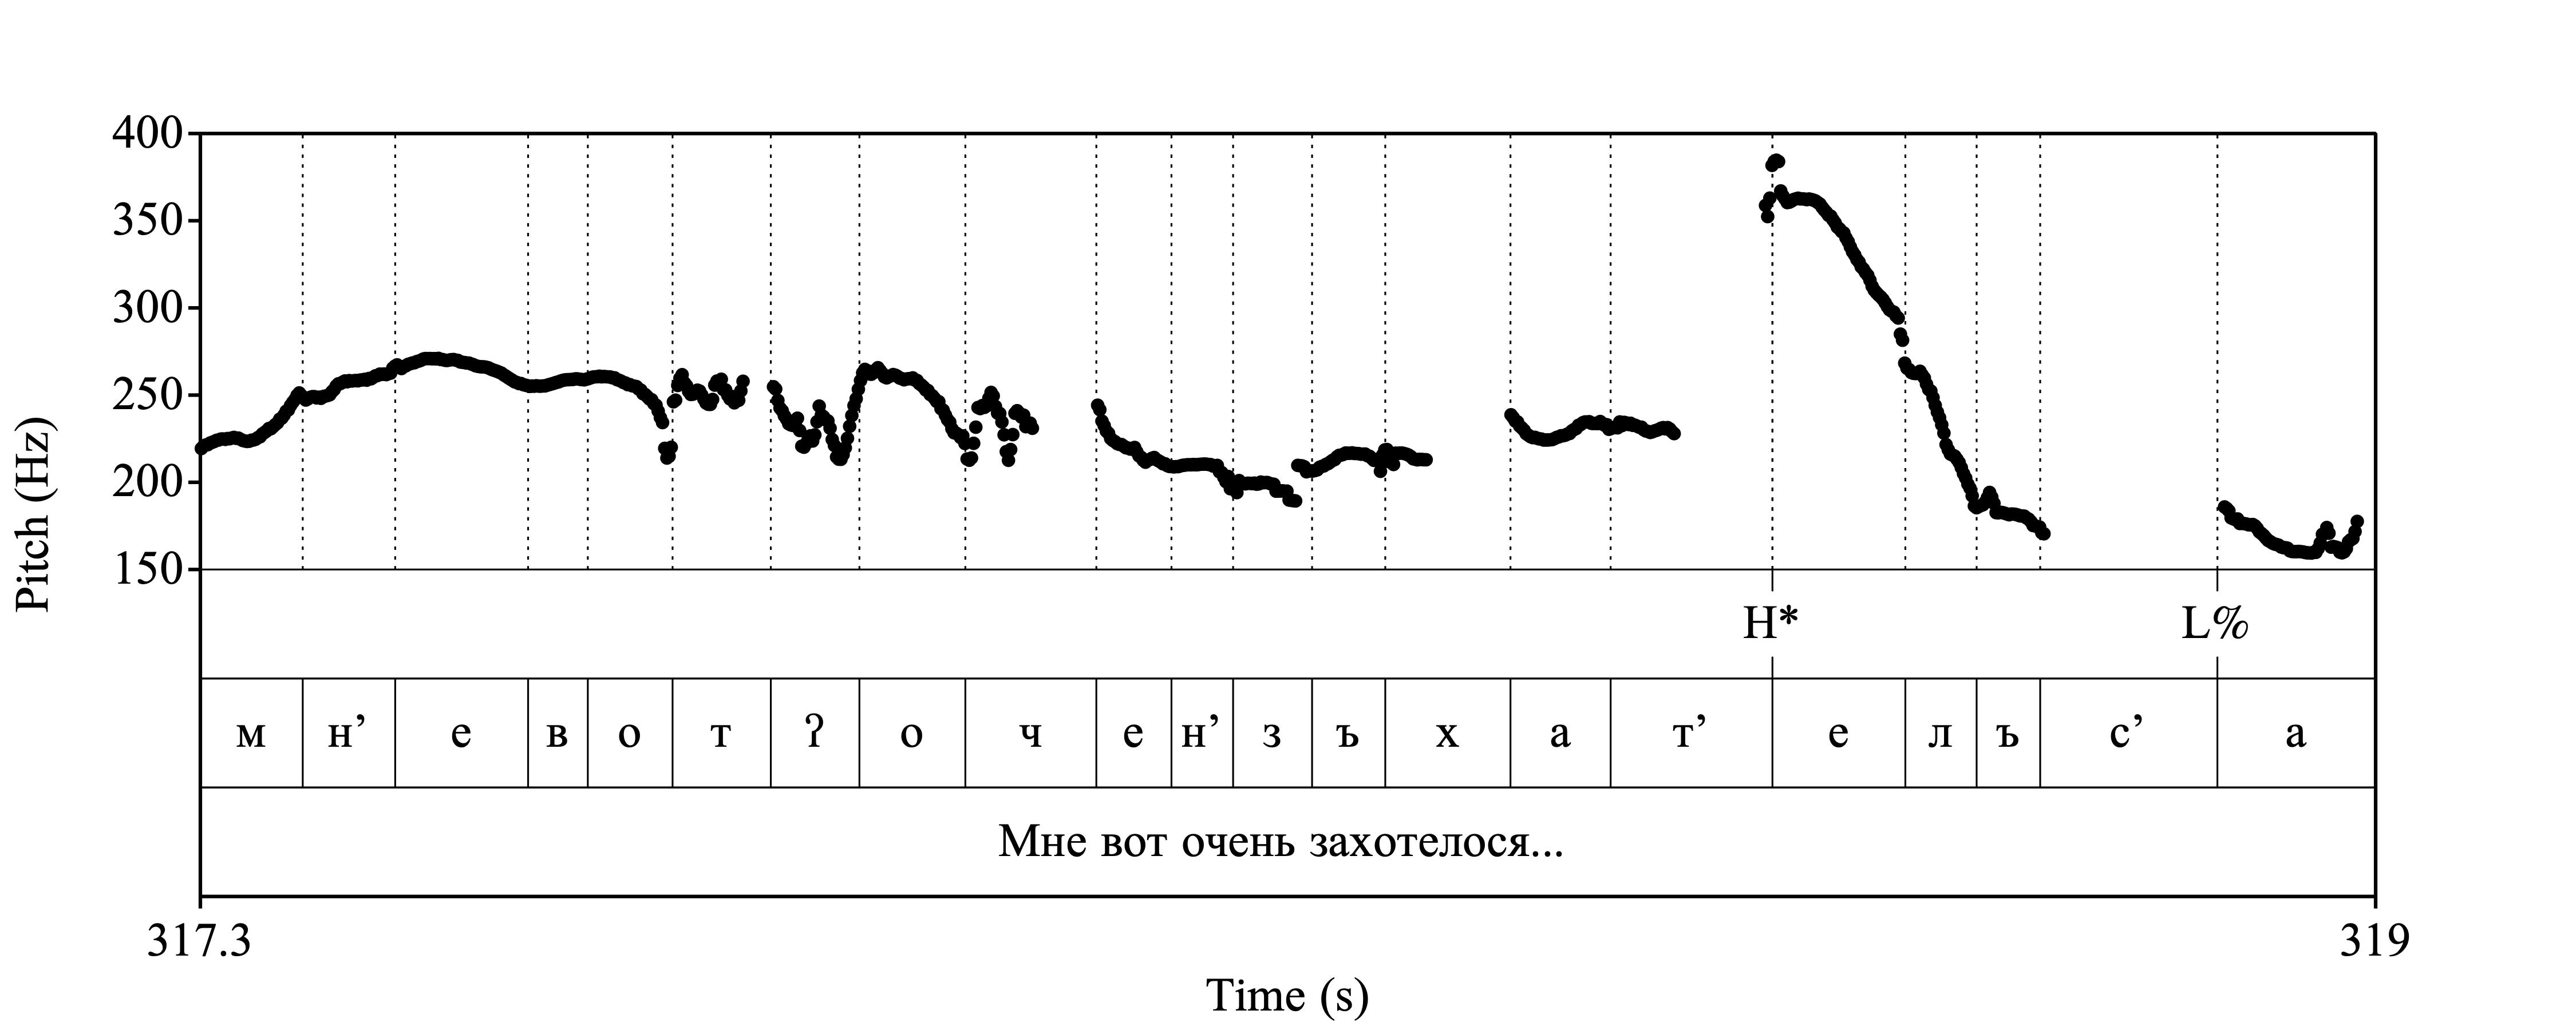 400
350
300
250
200
150
Pitch (Hz)
H* L%
м н’ е в о т ʔ о ч е н’ з ъ х а т’ е л ъ с’ а
Мне вот очень захотелося...
317.3 319
Time (s)